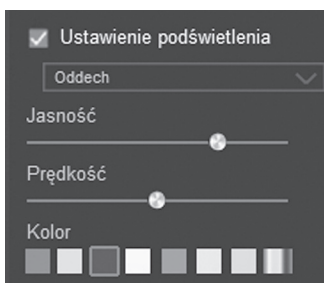 Ustawienie podświetlenia
Oddech
Jasność
Prędkość
Kolor